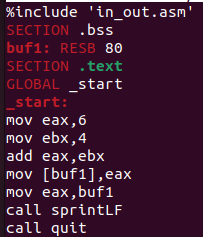 %include 'in_out.asm'
SECTION .bss
buf1: RESB 80
SECTION .text
GLOBAL _start
_start:
mov eax,6
mov ebx,4
add eax,ebx
mov [buf1],eax
mov eax,buf1
call sprintLF
call quit